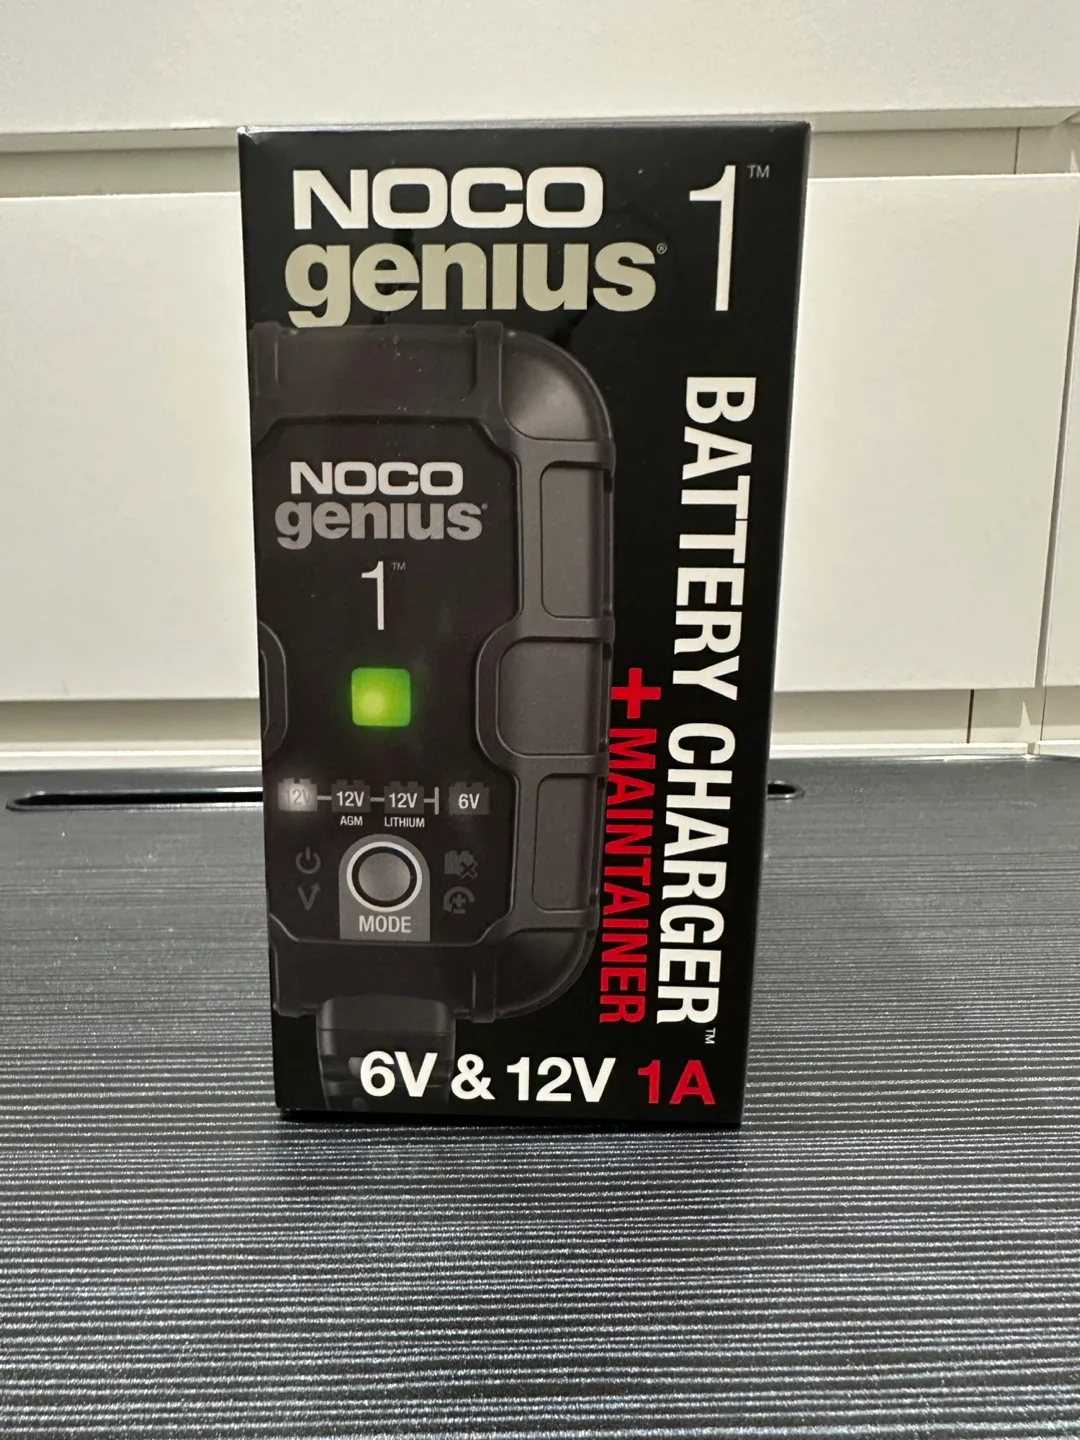 NOCO
genius®
1™
BATTERY CHARGER™
+MAINTAINER
NOCO
genius®
1™
12V 12V 12V 6V
AGM LITHIUM
MODE
6V & 12V 1A